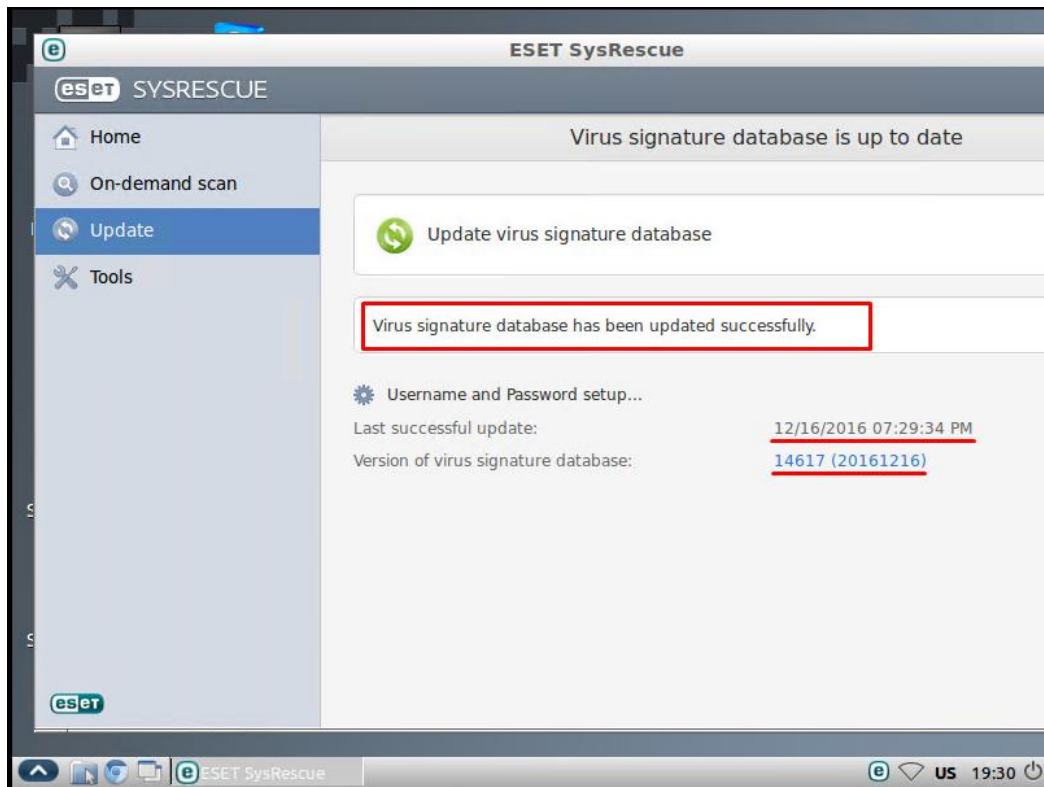 ESET SysRescue
eset SYSRESCUE
Home
Virus signature database is up to date
On-demand scan
Update
Update virus signature database
Tools
Virus signature database has been updated successfully.
Username and Password setup...
Last successful update: 12/16/2016 07:29:34 PM
Version of virus signature database: 14617 (20161216)
S
S
eset
ESET SysRescue
US 19:30